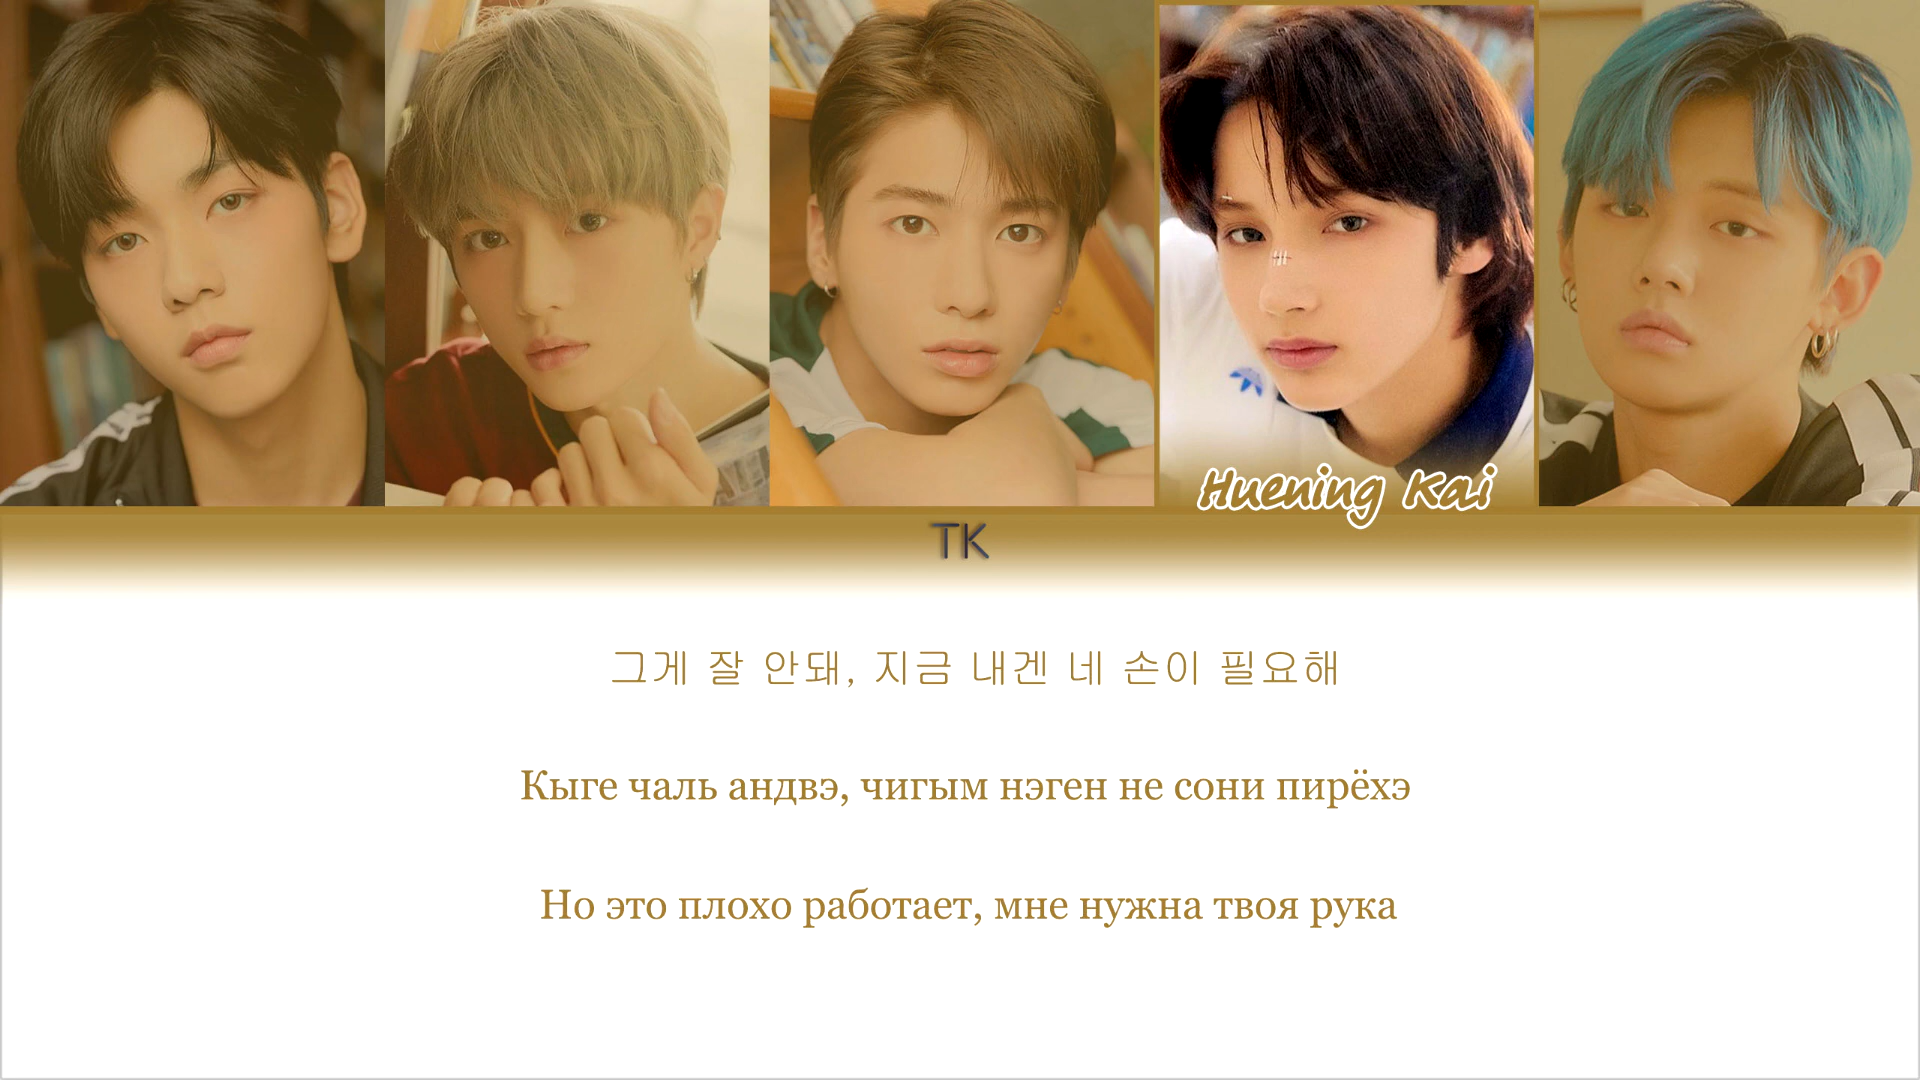 Huening Kai
TK
그게 잘 안돼, 지금 내겐 네 손이 필요해
Кыге чаль андвэ, чигым нэген не сони пирёхэ
Но это плохо работает, мне нужна твоя рука